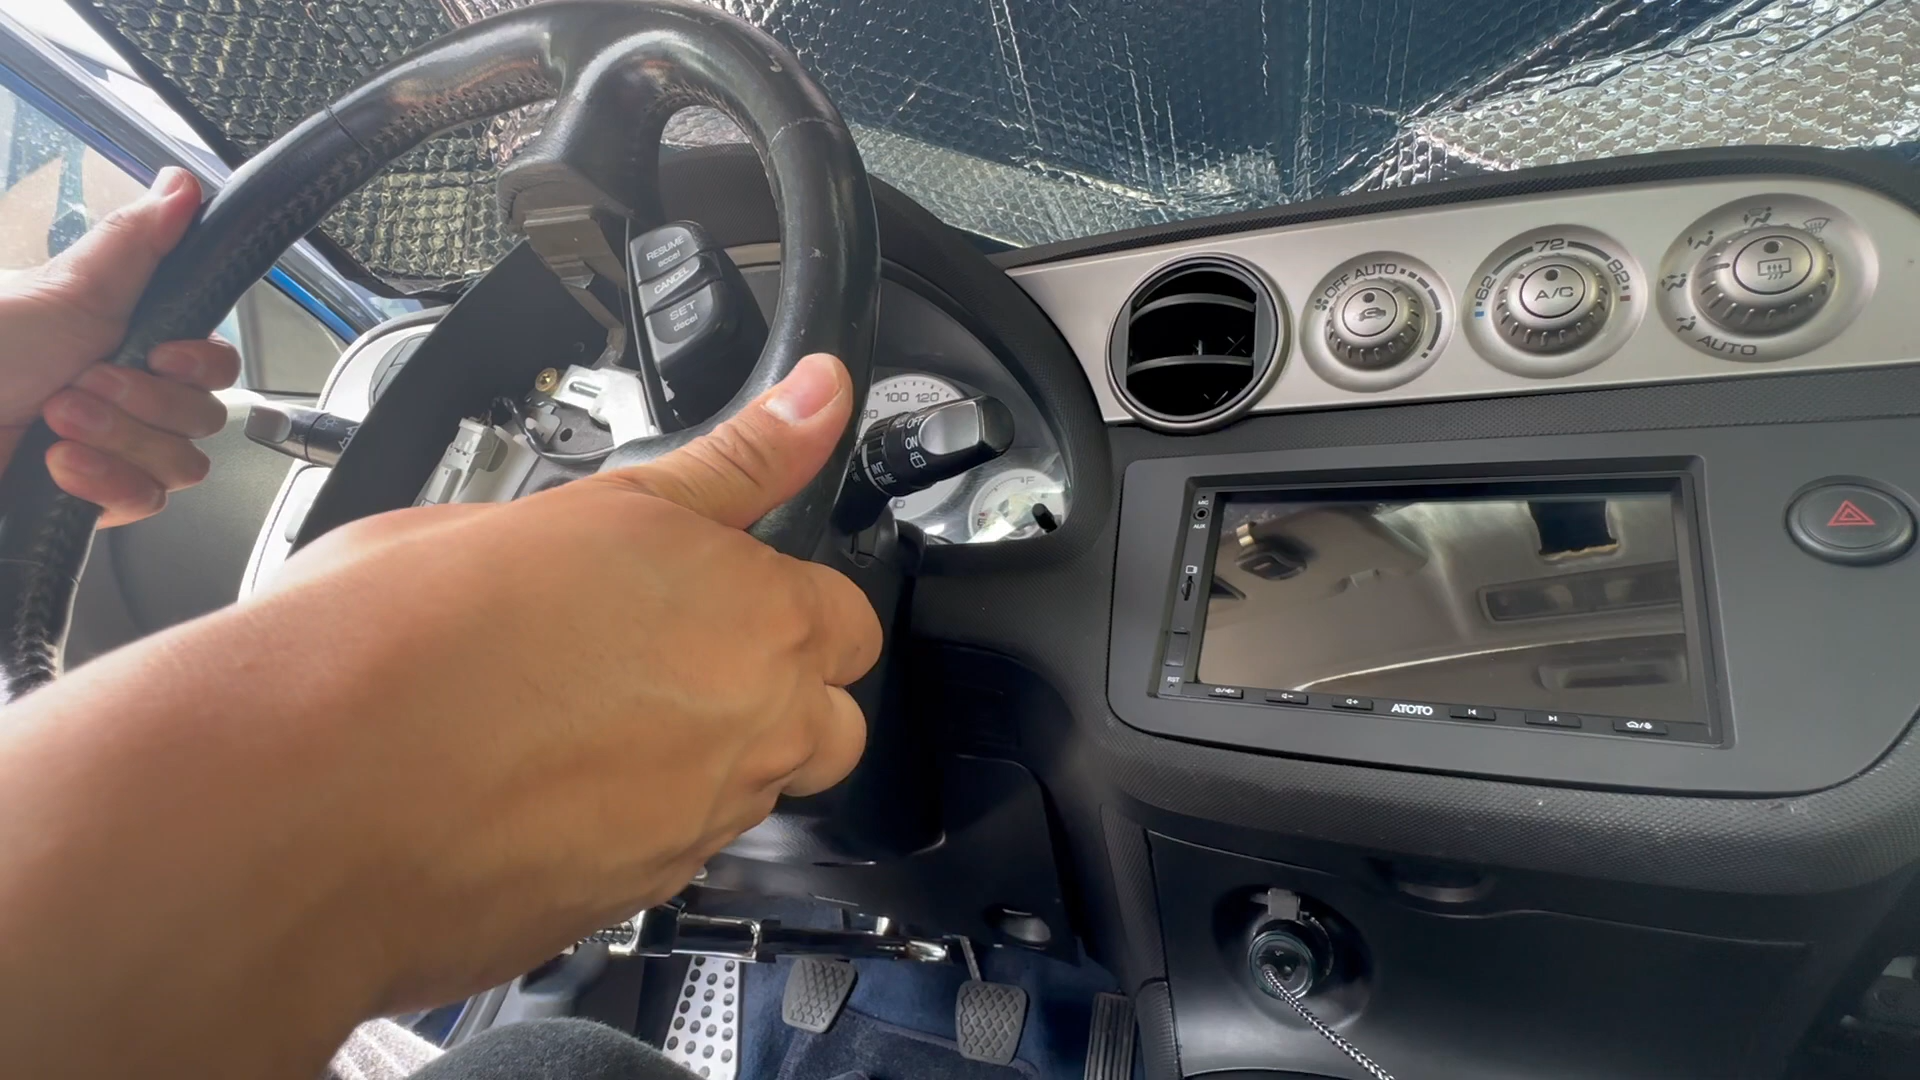 RESUME
accel
CANCEL
SET
decel
80 100 120
OFF
ON
INT
F
E
OFF AUTO
62 72 82
A/C
AUTO
MIC
AUX
RST
ATOTO